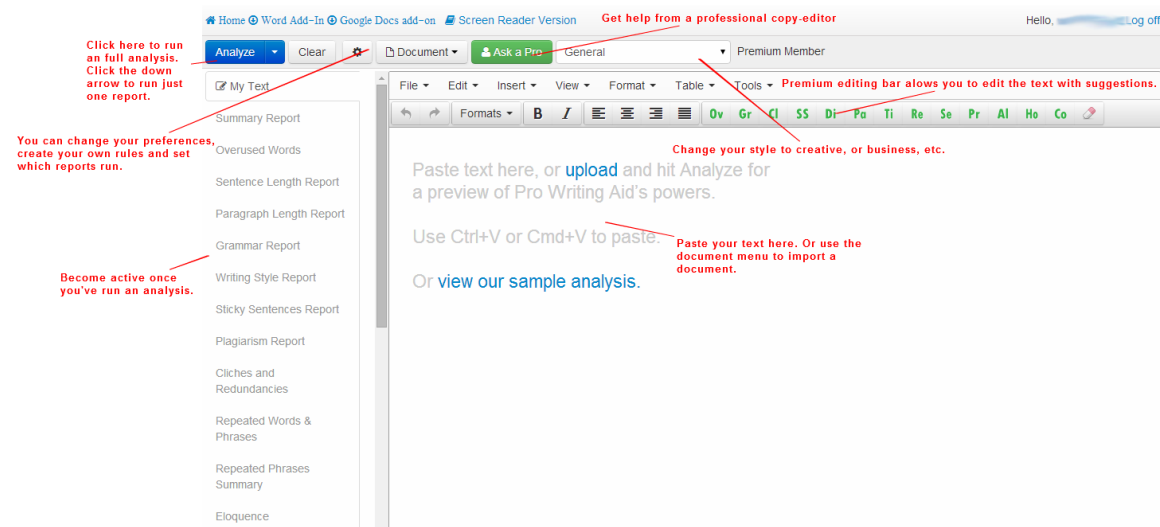 Home Word Add-In Google Docs add-on Screen Reader Version
Get help from a professional copy-editor
Hello, Log off
Click here to run
an full analysis.
Click the down
arrow to run just
one report.
Analyze Clear Document Ask a Pro General Premium Member
My Text
File Edit Insert View Format Table Tools
Premium editing bar alows you to edit the text with suggestions.
Formats B I Ov Gr Cl SS Di Pa Ti Re Se Pr Al Ho Co
You can change your preferences,
create your own rules and set
which reports run.
Change your style to creative, or business, etc.
Summary Report
Overused Words
Sentence Length Report
Paragraph Length Report
Grammar Report
Writing Style Report
Sticky Sentences Report
Plagiarism Report
Cliches and
Redundancies
Repeated Words &
Phrases
Repeated Phrases
Summary
Eloquence
Become active once
you've run an analysis.
Paste text here, or upload and hit Analyze for
a preview of Pro Writing Aid's powers.
Use Ctrl+V or Cmd+V to paste.
Or view our sample analysis.
Paste your text here. Or use the
document menu to import a
document.